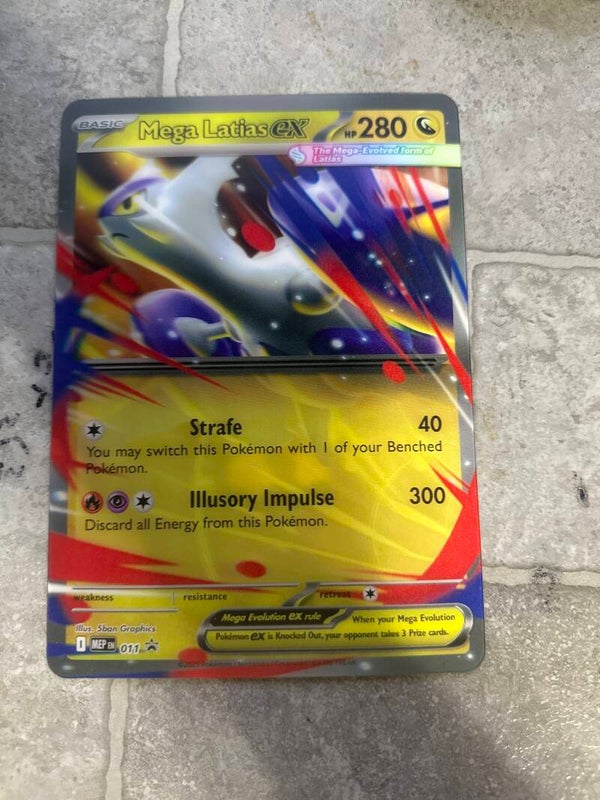 BASIC Mega Latias ex HP 280
The Mega-Evolved form of
Latias
Strafe 40
You may switch this Pokémon with 1 of your Benched
Pokémon.
Illusory Impulse 300
Discard all Energy from this Pokémon.
weakness resistance retreat
Mega Evolution ex rule When your Mega Evolution
Pokémon ex is Knocked Out, your opponent takes 3 Prize cards.
Illus. 5ban Graphics
I MEP EN 011
©2025 Pokémon